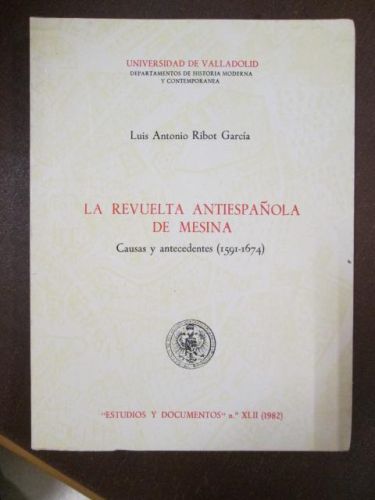 UNIVERSIDAD DE VALLADOLID
DEPARTAMENTOS DE HISTORIA MODERNA
Y CONTEMPORANEA
Luis Antonio Ribot García
LA REVUELTA ANTIESPAÑOLA
DE MESINA
Causas y antecedentes (1591-1674)
"ESTUDIOS Y DOCUMENTOS" n.º XLII (1982)